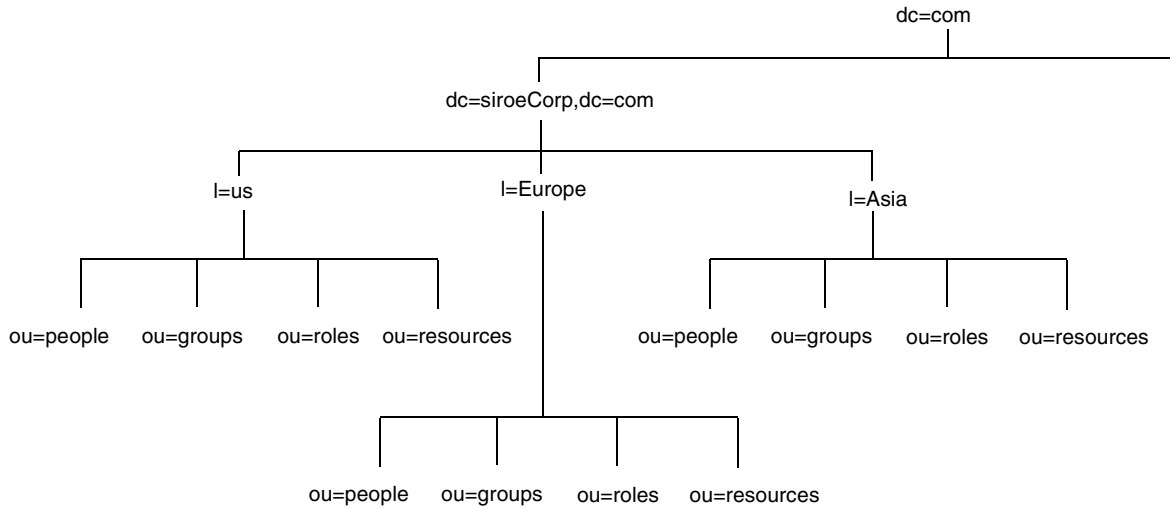 dc=com
dc=siroeCorp,dc=com
l=us
l=Europe
l=Asia
ou=people
ou=groups
ou=roles
ou=resources
ou=people
ou=groups
ou=roles
ou=resources
ou=people
ou=groups
ou=roles
ou=resources